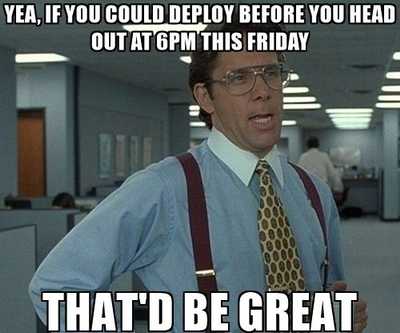 YEA, IF YOU COULD DEPLOY BEFORE YOU HEAD
OUT AT 6PM THIS FRIDAY
THAT'D BE GREAT